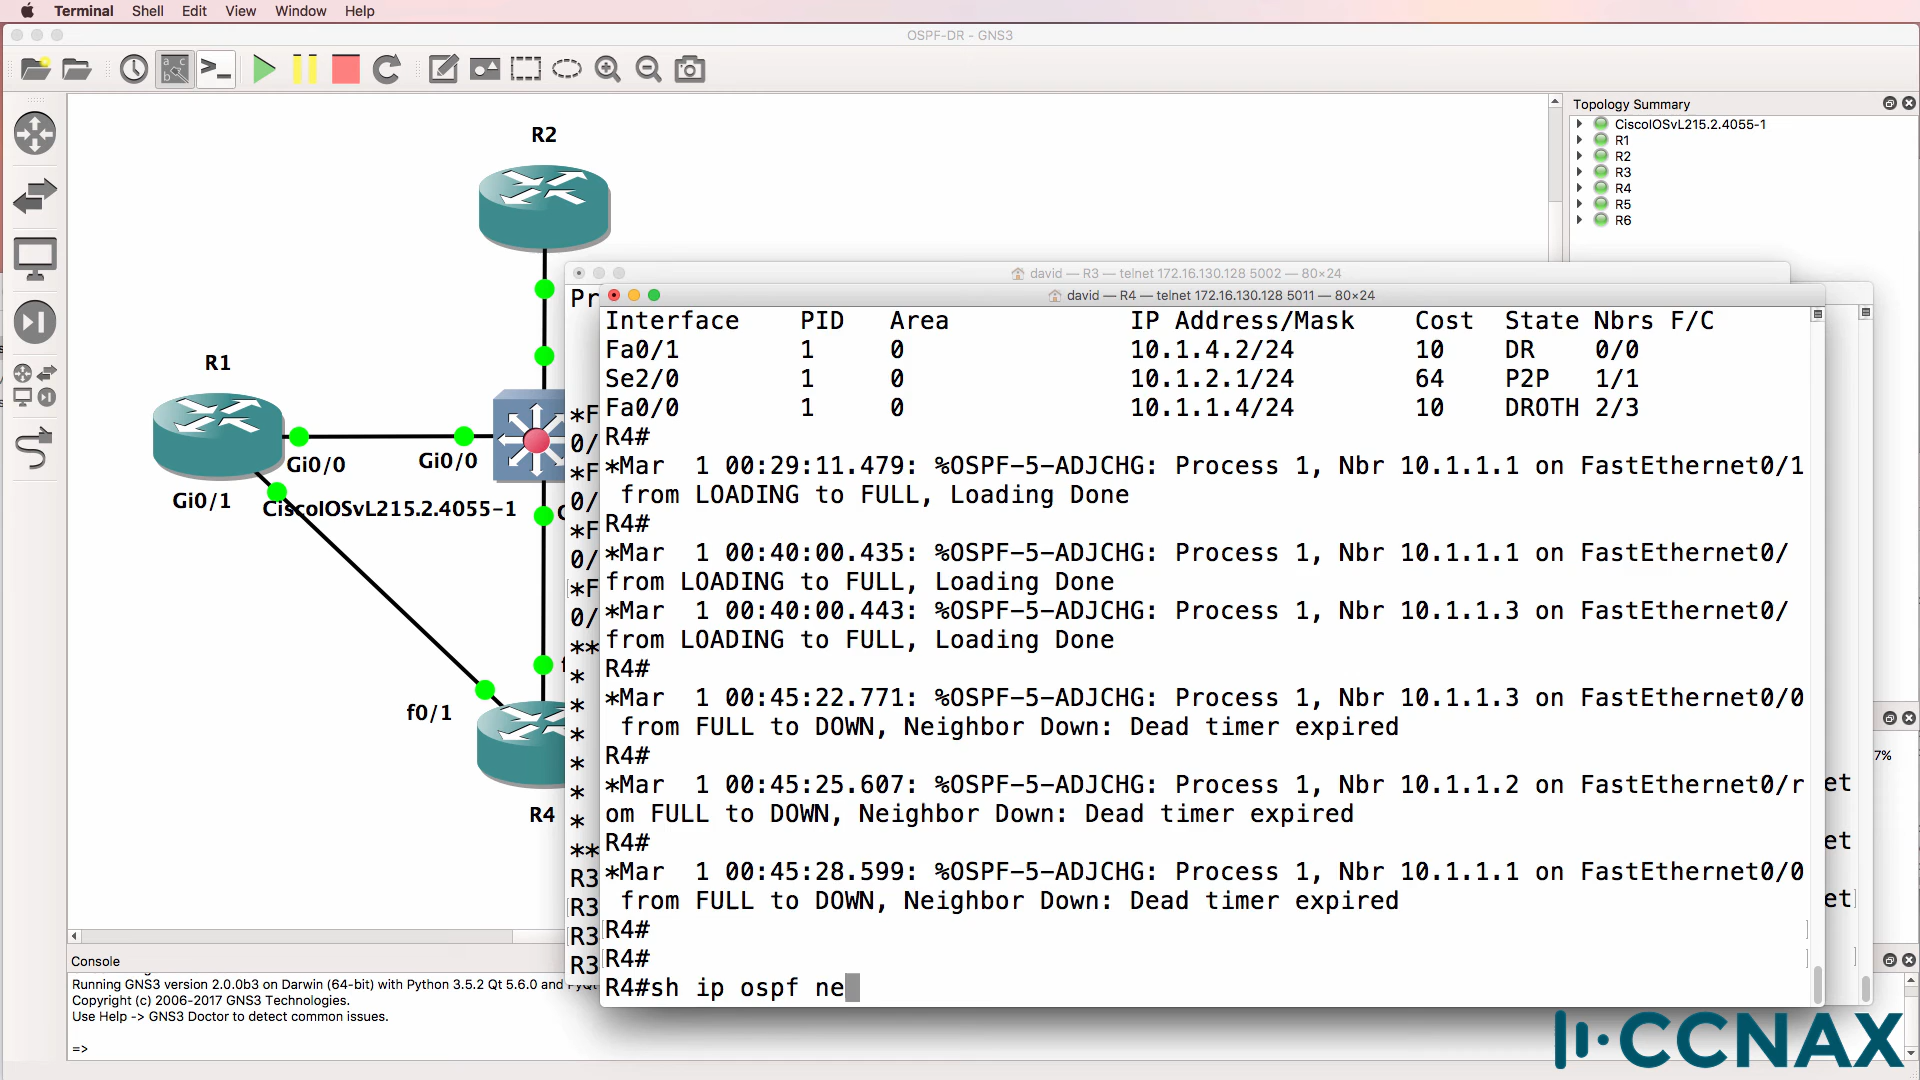 Terminal Shell Edit View Window Help
OSPF-DR - GNS3
Topology Summary
CiscoIOSvL215.2.4055-1
R1
R2
R3
R4
R5
R6
R2
R1
Gi0/0
Gi0/0
Gi0/1
CiscoIOSvL215.2.4055-1
f0/1
R4
david — R3 — telnet 172.16.130.128 5002 — 80×24
Pr
*F
0/
*F
0/
*F
0/
*F
0/
**
*
*
*
*
*
*
**
R3
R3
R3
R3
david — R4 — telnet 172.16.130.128 5011 — 80×24
Interface PID Area IP Address/Mask Cost State Nbrs F/C
Fa0/1 1 0 10.1.4.2/24 10 DR 0/0
Se2/0 1 0 10.1.2.1/24 64 P2P 1/1
Fa0/0 1 0 10.1.1.4/24 10 DROTH 2/3
R4#
*Mar 1 00:29:11.479: %OSPF-5-ADJCHG: Process 1, Nbr 10.1.1.1 on FastEthernet0/1
from LOADING to FULL, Loading Done
R4#
*Mar 1 00:40:00.435: %OSPF-5-ADJCHG: Process 1, Nbr 10.1.1.1 on FastEthernet0/
from LOADING to FULL, Loading Done
*Mar 1 00:40:00.443: %OSPF-5-ADJCHG: Process 1, Nbr 10.1.1.3 on FastEthernet0/
from LOADING to FULL, Loading Done
R4#
*Mar 1 00:45:22.771: %OSPF-5-ADJCHG: Process 1, Nbr 10.1.1.3 on FastEthernet0/0
from FULL to DOWN, Neighbor Down: Dead timer expired
R4#
*Mar 1 00:45:25.607: %OSPF-5-ADJCHG: Process 1, Nbr 10.1.1.2 on FastEthernet0/r
om FULL to DOWN, Neighbor Down: Dead timer expired
R4#
*Mar 1 00:45:28.599: %OSPF-5-ADJCHG: Process 1, Nbr 10.1.1.1 on FastEthernet0/0
from FULL to DOWN, Neighbor Down: Dead timer expired
R4#
R4#
R4#sh ip ospf ne
7%
et
et
et
Console
Running GNS3 version 2.0.0b3 on Darwin (64-bit) with Python 3.5.2 Qt 5.6.0 and PyQt
Copyright (c) 2006-2017 GNS3 Technologies.
Use Help -> GNS3 Doctor to detect common issues.
=>
CCNAX